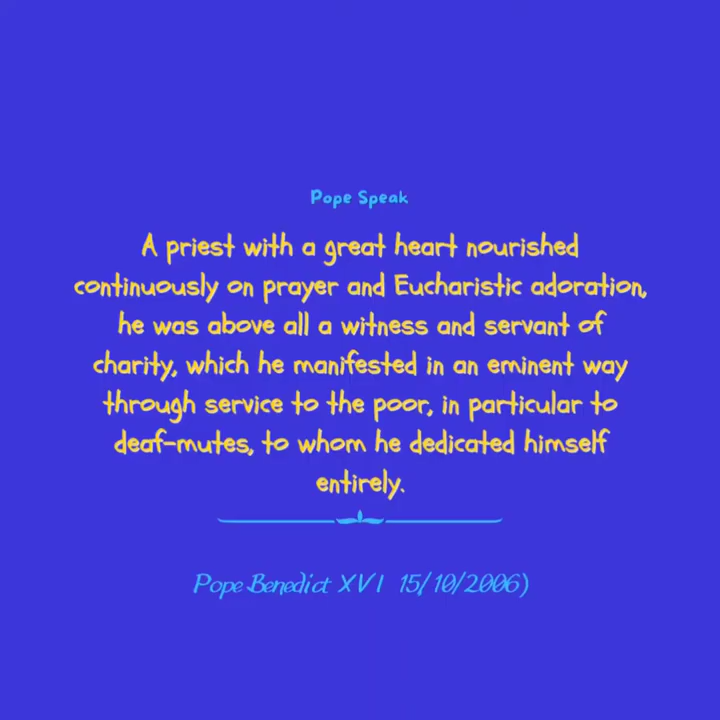 Pope Speak
A priest with a great heart nourished
continuously on prayer and Eucharistic adoration,
he was above all a witness and servant of
charity, which he manifested in an eminent way
through service to the poor, in particular to
deaf-mutes, to whom he dedicated himself
entirely.
Pope Benedict XVI 15/10/2006)